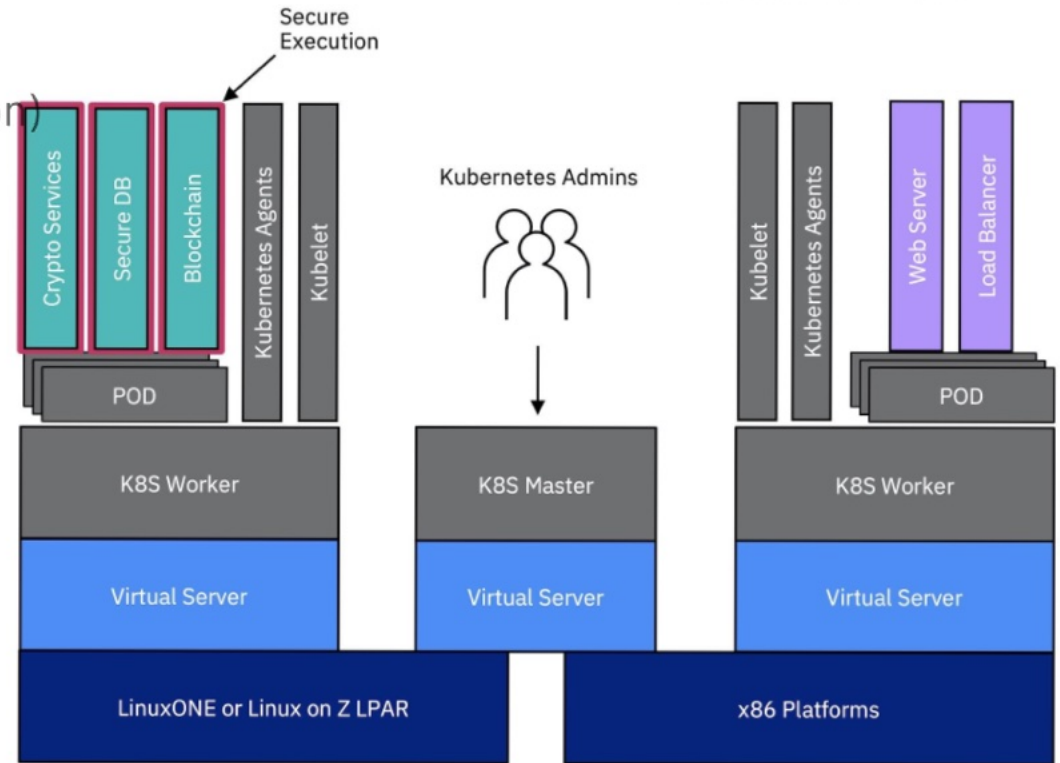 Secure
Execution
n)
Crypto Services
Secure DB
Blockchain
Kubernetes Agents
Kubelet
Kubernetes Admins
Kubelet
Kubernetes Agents
Web Server
Load Balancer
POD
POD
K8S Worker
K8S Master
K8S Worker
Virtual Server
Virtual Server
Virtual Server
LinuxONE or Linux on Z LPAR
x86 Platforms